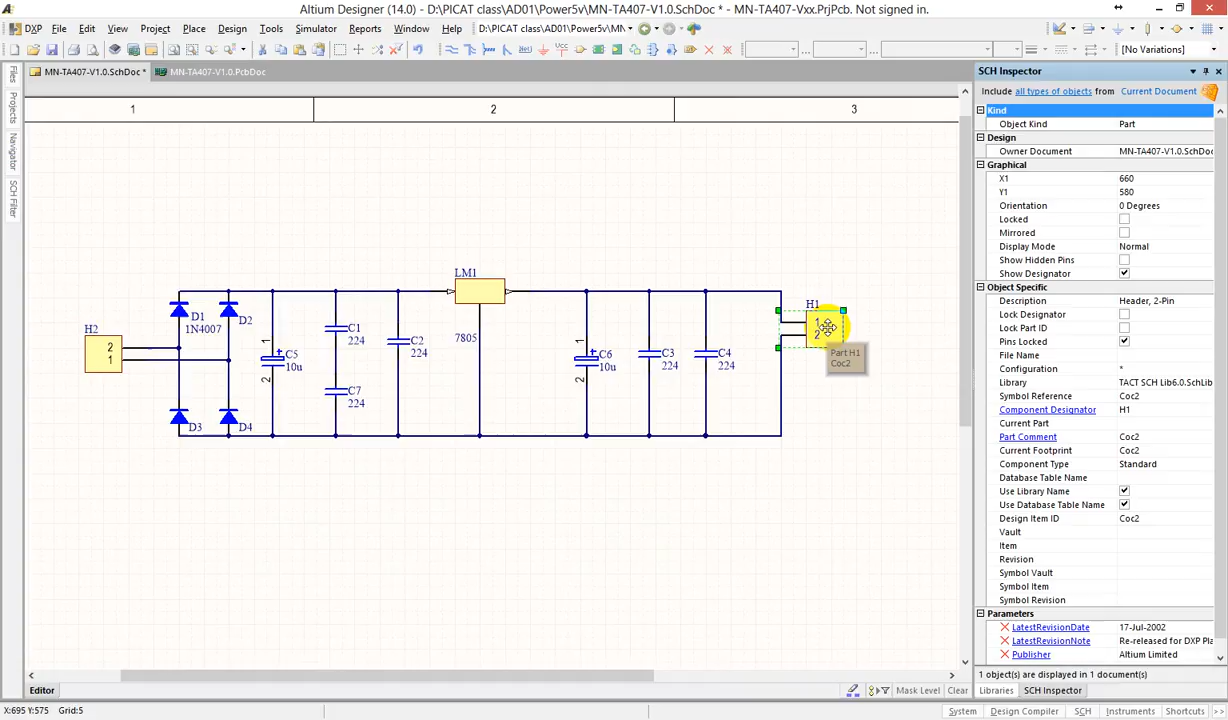 Altium Designer (14.0) - D:\PICAT class\AD01\Power5v\MN-TA407-V1.0.SchDoc * - MN-TA407-Vxx.PrjPcb. Not signed in.
DXP File Edit View Project Place Design Tools Simulator Reports Window Help D:\PICAT class\AD01\Power5v\MN-
[No Variations]
MN-TA407-V1.0.SchDoc * MN-TA407-V1.0.PcbDoc
Files
Projects
Navigator
SCH Filter
1 2 3
LM1
7805
H2
2
1
D1
1N4007
D2
D3
D4
1
C5
10u
2
C1
224
C7
224
C2
224
1
C6
10u
2
C3
224
C4
224
H1
1
2
Part H1
Coc2
SCH Inspector
Include all types of objects from Current Document
Kind
Object Kind Part
Design
Owner Document MN-TA407-V1.0.SchDoc
Graphical
X1 660
Y1 580
Orientation 0 Degrees
Locked
Mirrored
Display Mode Normal
Show Hidden Pins
Show Designator
Object Specific
Description Header, 2-Pin
Lock Designator
Lock Part ID
Pins Locked
File Name
Configuration *
Library TACT SCH Lib6.0.SchLib
Symbol Reference Coc2
Component Designator H1
Current Part
Part Comment Coc2
Current Footprint Coc2
Component Type Standard
Database Table Name
Use Library Name
Use Database Table Name
Design Item ID Coc2
Vault
Item
Revision
Symbol Vault
Symbol Item
Symbol Revision
Parameters
LatestRevisionDate 17-Jul-2002
LatestRevisionNote Re-released for DXP Pla
Publisher Altium Limited
1 object(s) are displayed in 1 document(s)
Libraries SCH Inspector
Editor Mask Level Clear
X:695 Y:575 Grid:5 System Design Compiler SCH Instruments Shortcuts >>